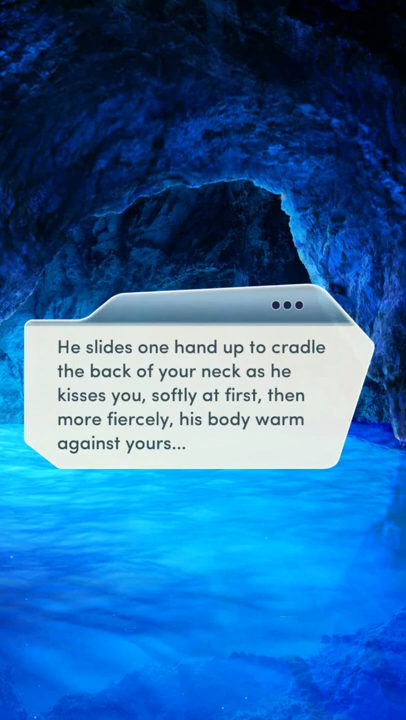 He slides one hand up to cradle
the back of your neck as he
kisses you, softly at first, then
more fiercely, his body warm
against yours...